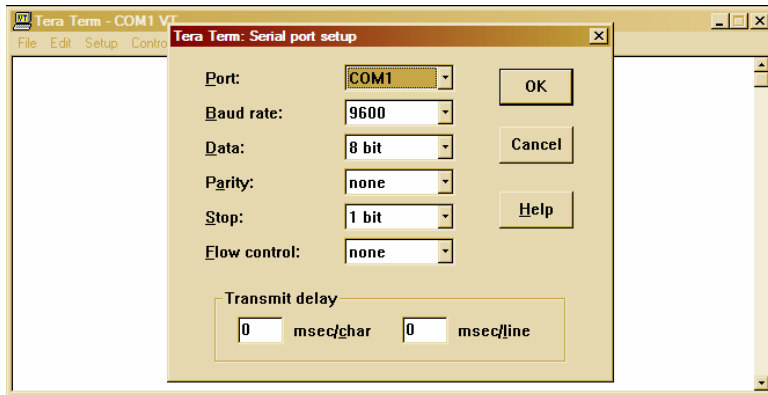 Tera Term - COM1 VT
File Edit Setup Contro
Tera Term: Serial port setup
Port: COM1
Baud rate: 9600
Data: 8 bit
Parity: none
Stop: 1 bit
Flow control: none
OK
Cancel
Help
Transmit delay
0 msec/char 0 msec/line